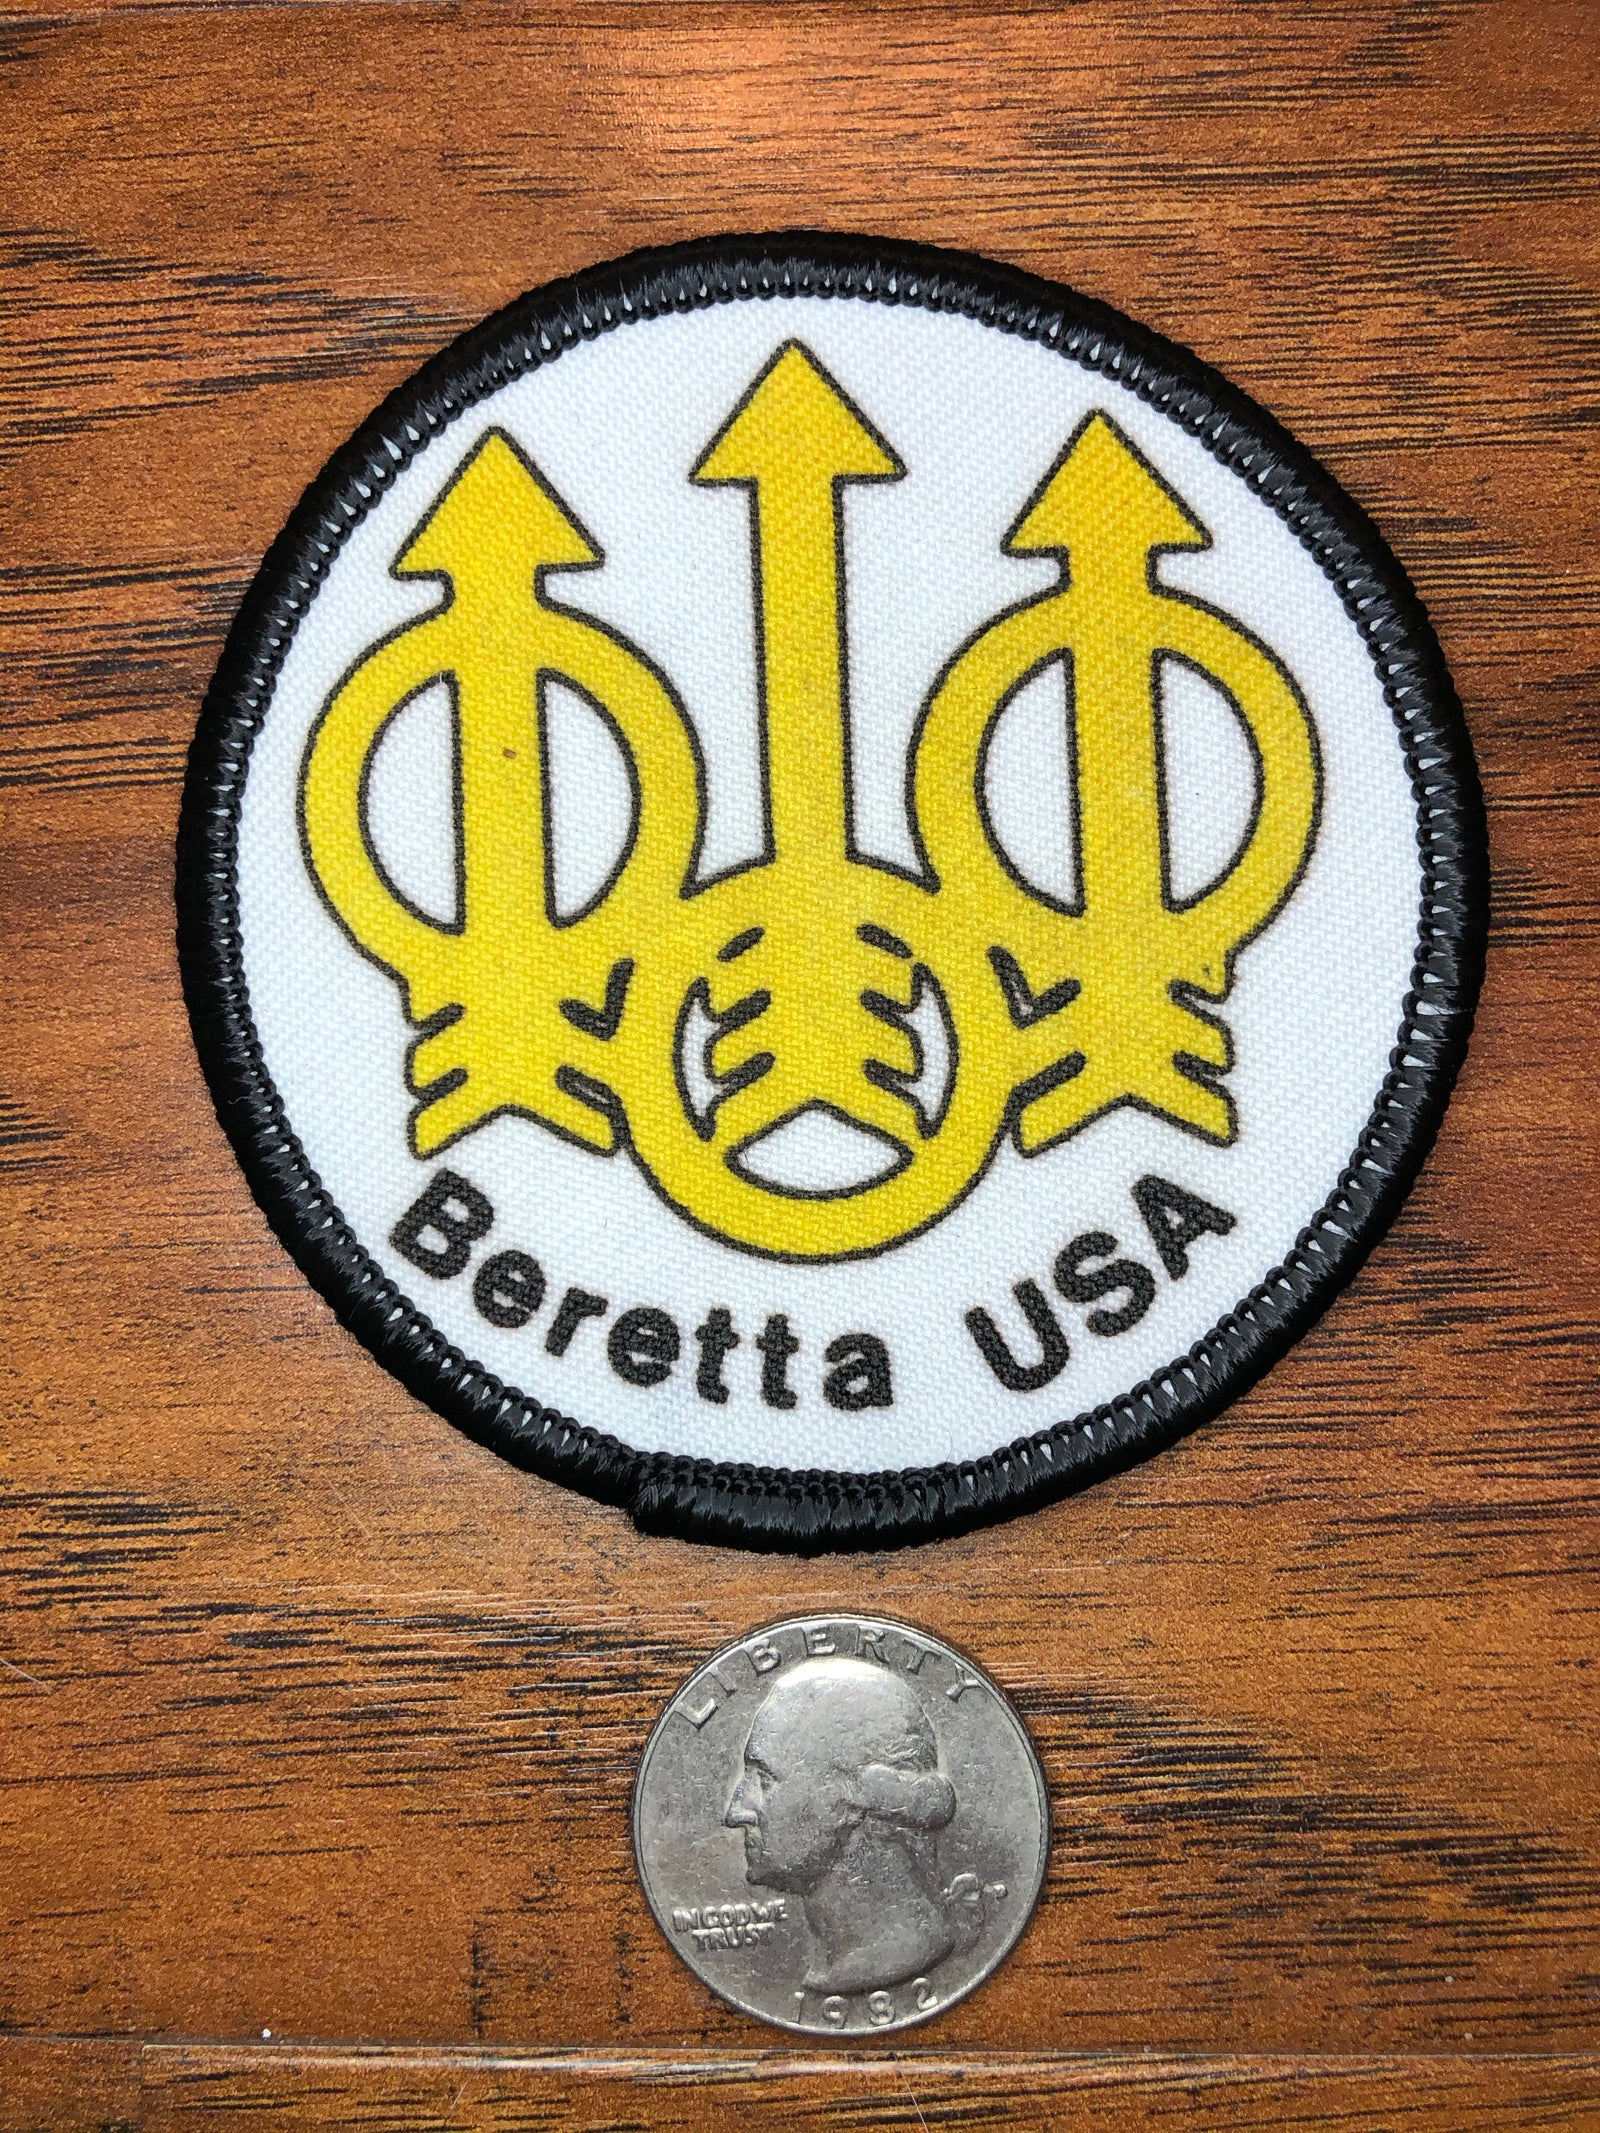 Beretta USA
LIBERTY
IN GOD WE
TRUST
1982